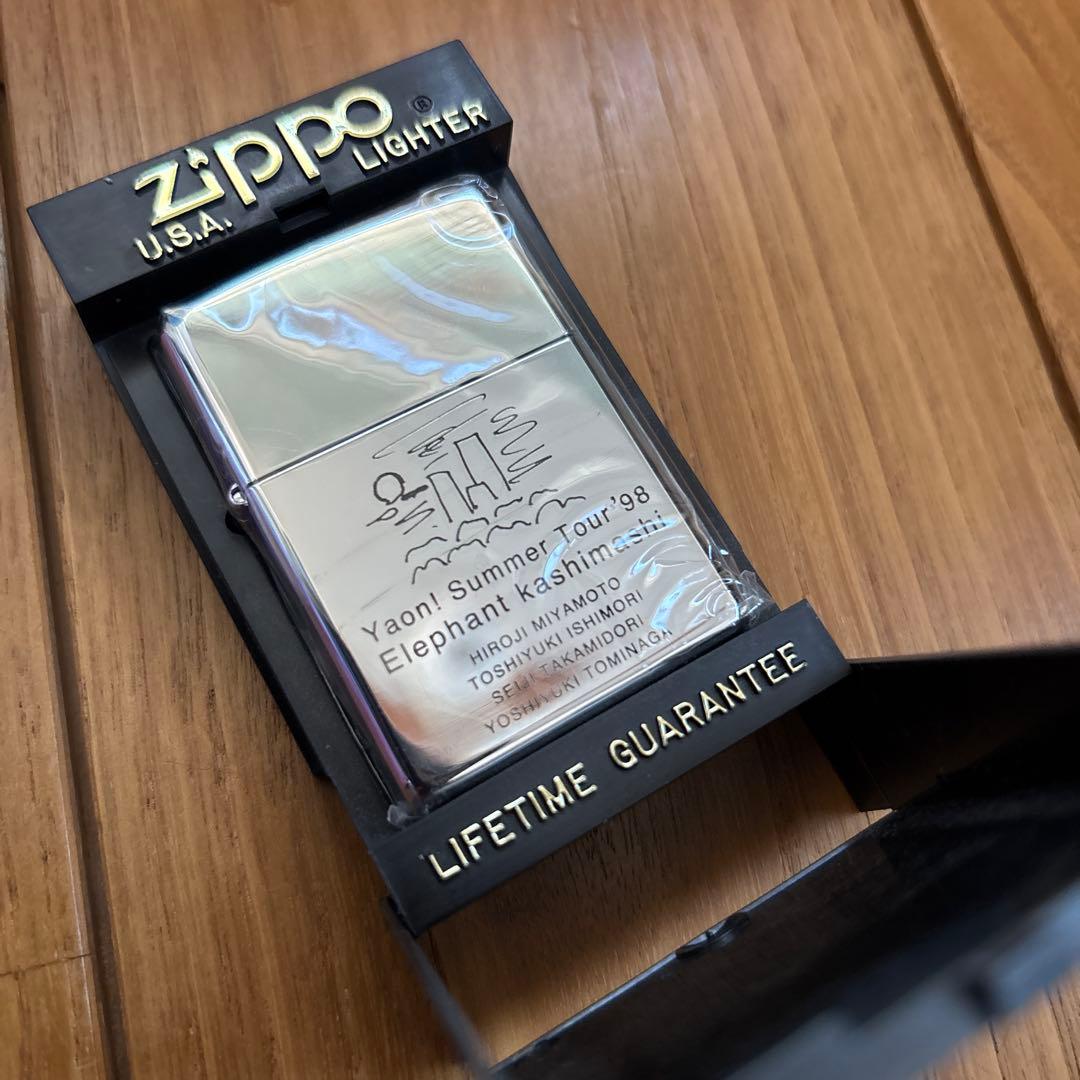 zippo®
LIGHTER
U.S.A.
Yaon! Summer Tour'98
Elephant kashimashi
HIROJI MIYAMOTO
TOSHIYUKI ISHIMORI
SEIJI TAKAMIDORI
YOSHIYUKI TOMINAGA
LIFETIME GUARANTEE